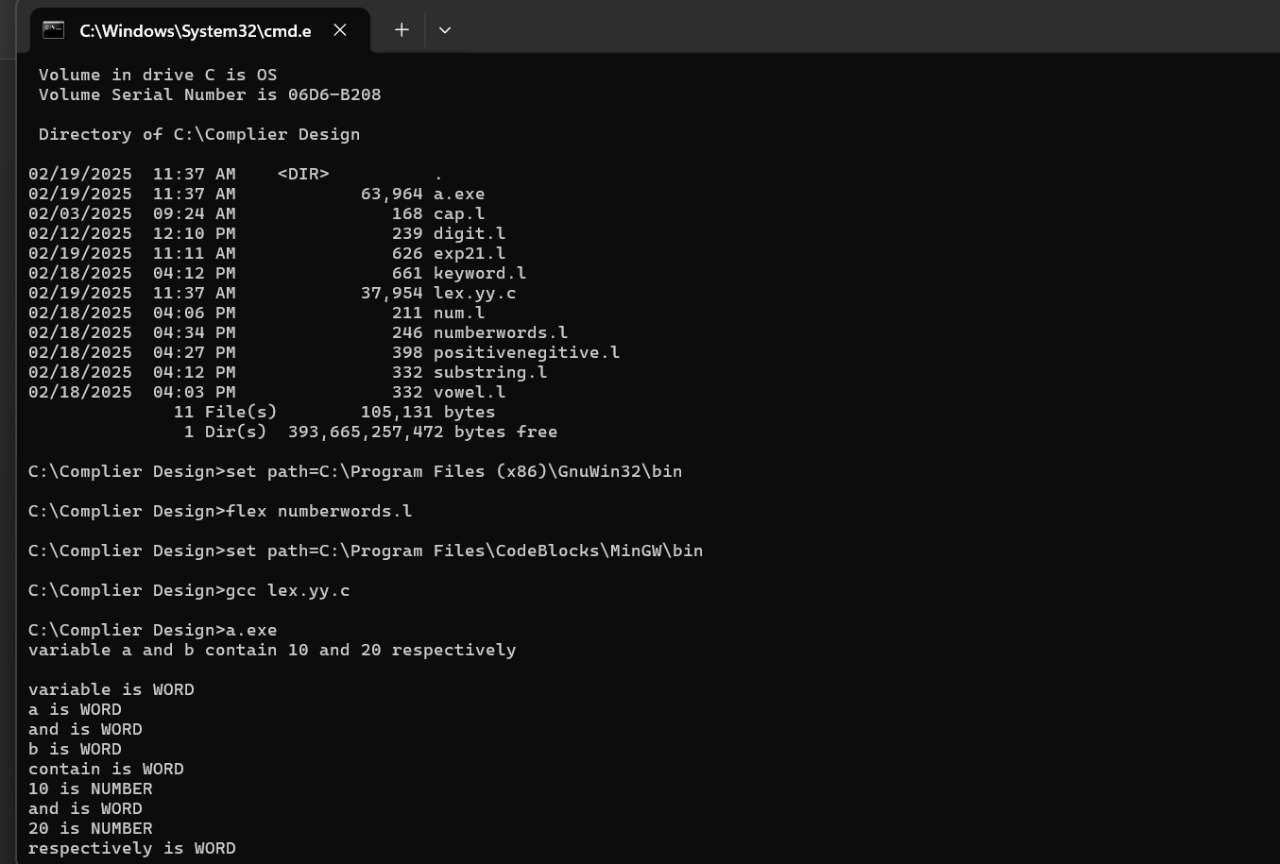 C:\Windows\System32\cmd.e
Volume in drive C is OS
Volume Serial Number is 06D6-B208
Directory of C:\Complier Design
02/19/2025  11:37 AM    <DIR>          .
02/19/2025  11:37 AM            63,964 a.exe
02/03/2025  09:24 AM               168 cap.l
02/12/2025  12:10 PM               239 digit.l
02/19/2025  11:11 AM               626 exp21.l
02/18/2025  04:12 PM               661 keyword.l
02/19/2025  11:37 AM            37,954 lex.yy.c
02/18/2025  04:06 PM               211 num.l
02/18/2025  04:34 PM               246 numberwords.l
02/18/2025  04:27 PM               398 positivenegitive.l
02/18/2025  04:12 PM               332 substring.l
02/18/2025  04:03 PM               332 vowel.l
11 File(s)        105,131 bytes
1 Dir(s)  393,665,257,472 bytes free
C:\Complier Design>set path=C:\Program Files (x86)\GnuWin32\bin
C:\Complier Design>flex numberwords.l
C:\Complier Design>set path=C:\Program Files\CodeBlocks\MinGW\bin
C:\Complier Design>gcc lex.yy.c
C:\Complier Design>a.exe
variable a and b contain 10 and 20 respectively
variable is WORD
a is WORD
and is WORD
b is WORD
contain is WORD
10 is NUMBER
and is WORD
20 is NUMBER
respectively is WORD